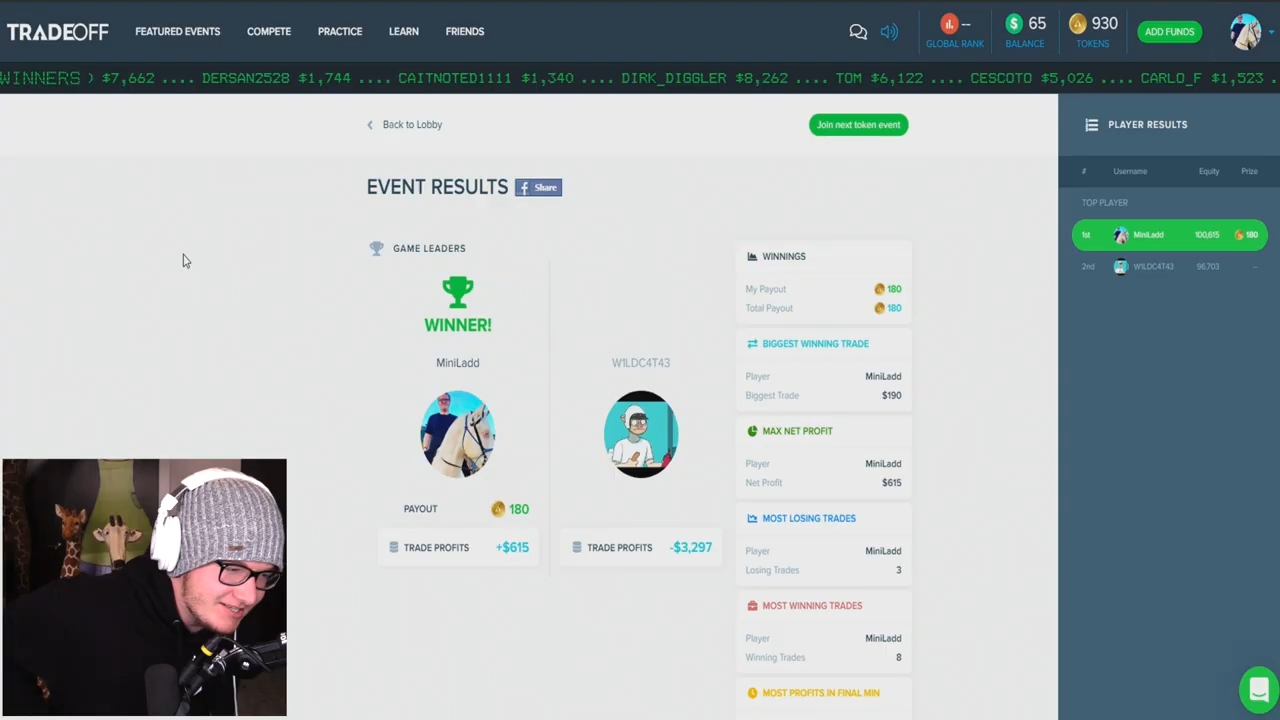 TRADEOFF
FEATURED EVENTS
COMPETE
PRACTICE
LEARN
FRIENDS
--
GLOBAL RANK
$ 65
BALANCE
930
TOKENS
ADD FUNDS
WINNERS ) $7,662 .... DERSAN2528 $1,744 .... CAITNOTED1111 $1,340 .... DIRK_DIGGLER $8,262 .... TOM $6,122 .... CESCOTO $5,026 .... CARLO_F $1,523 .
Back to Lobby
Join next token event
EVENT RESULTS
f Share
GAME LEADERS
WINNER!
MiniLadd
PAYOUT 180
TRADE PROFITS +$615
W1LDC4T43
TRADE PROFITS -$3,297
WINNINGS
My Payout 180
Total Payout 180
BIGGEST WINNING TRADE
Player MiniLadd
Biggest Trade $190
MAX NET PROFIT
Player MiniLadd
Net Profit $615
MOST LOSING TRADES
Player MiniLadd
Losing Trades 3
MOST WINNING TRADES
Player MiniLadd
Winning Trades 8
MOST PROFITS IN FINAL MIN
PLAYER RESULTS
# Username Equity Prize
TOP PLAYER
1st MiniLadd 100,615 180
2nd W1LDC4T43 96,703 --